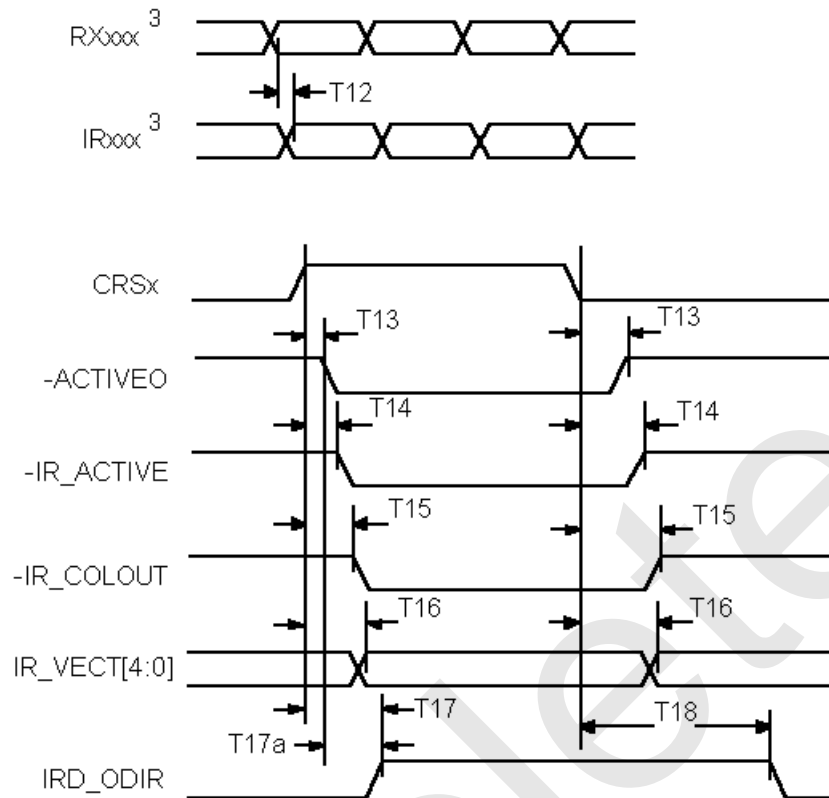 RXxxx 3
T12
IRxxx 3
CRSx
T13 T13
-ACTIVEO
T14 T14
-IR_ACTIVE
T15 T15
-IR_COLOUT
T16 T16
IR_VECT[4:0]
T17 T18
T17a
IRD_ODIR